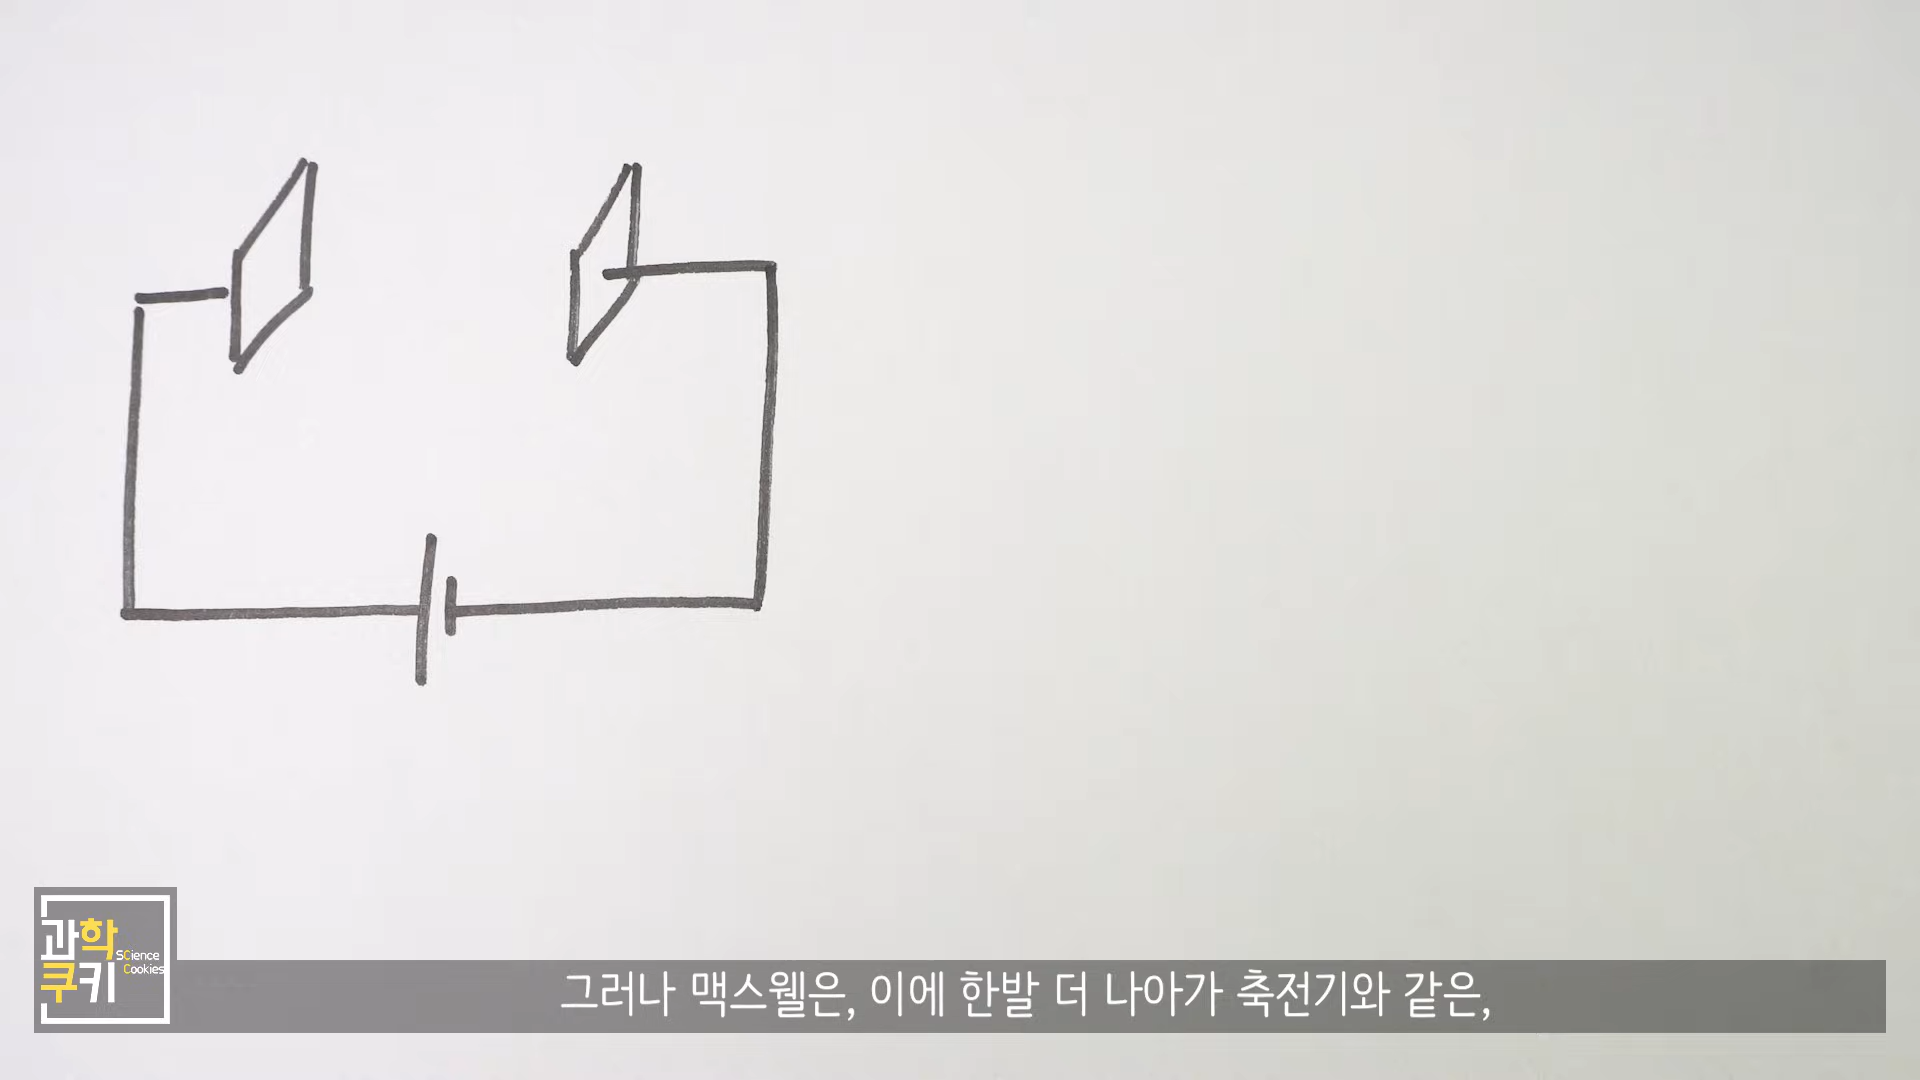 과학
쿠키
Science
Cookies
그러나 맥스웰은, 이에 한발 더 나아가 축전기와 같은,